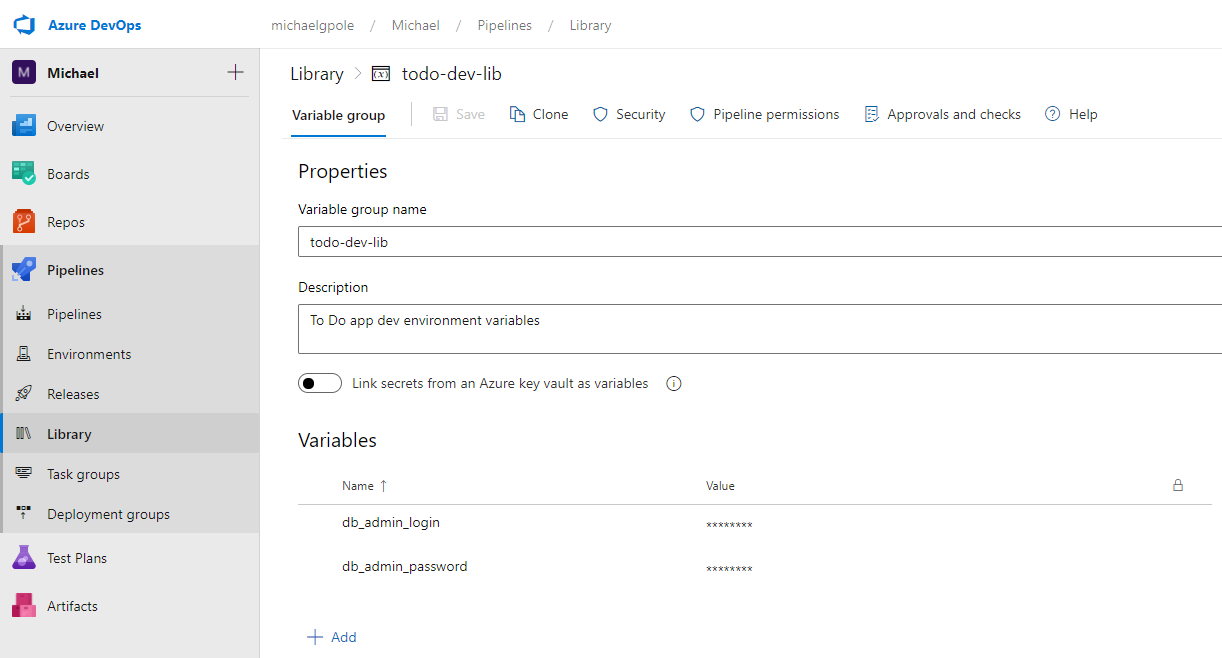 Azure DevOps
michaelgpole / Michael / Pipelines / Library
M Michael
Overview
Boards
Repos
Pipelines
Pipelines
Environments
Releases
Library
Task groups
Deployment groups
Test Plans
Artifacts
Library > (x) todo-dev-lib
Variable group Save Clone Security Pipeline permissions Approvals and checks ? Help
Properties
Variable group name
todo-dev-lib
Description
To Do app dev environment variables
Link secrets from an Azure key vault as variables i
Variables
Name ↑ Value
db_admin_login ********
db_admin_password ********
+ Add